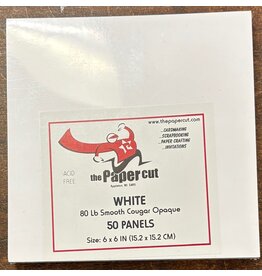 www.thepapercut.com
...CARDMAKING
SCRAPBOOKING
PAPER CRAFTING
...INVITATIONS
ACID
FREE
the Papercut
WHITE
80 Lb Smooth Cougar Opaque
50 PANELS
Size: 6 x 6 IN (15.2 x 15.2 CM)